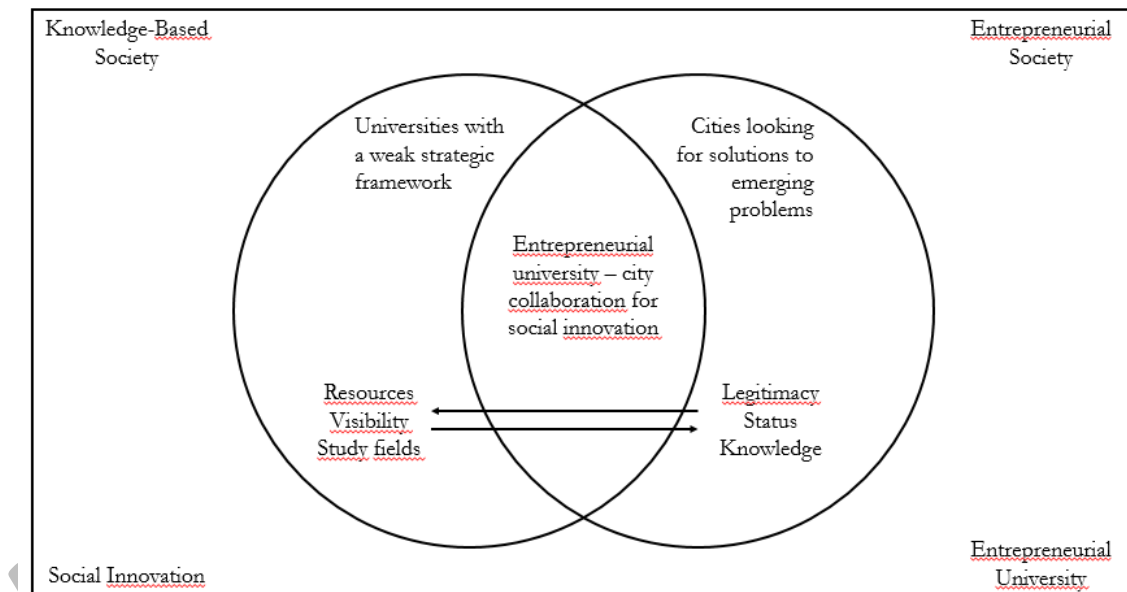 Knowledge-Based
Society
Entrepreneurial
Society
Universities with
a weak strategic
framework
Cities looking
for solutions to
emerging
problems
Entrepreneurial
university – city
collaboration for
social innovation
Resources
Visibility
Study fields
Legitimacy
Status
Knowledge
Social Innovation
Entrepreneurial
University